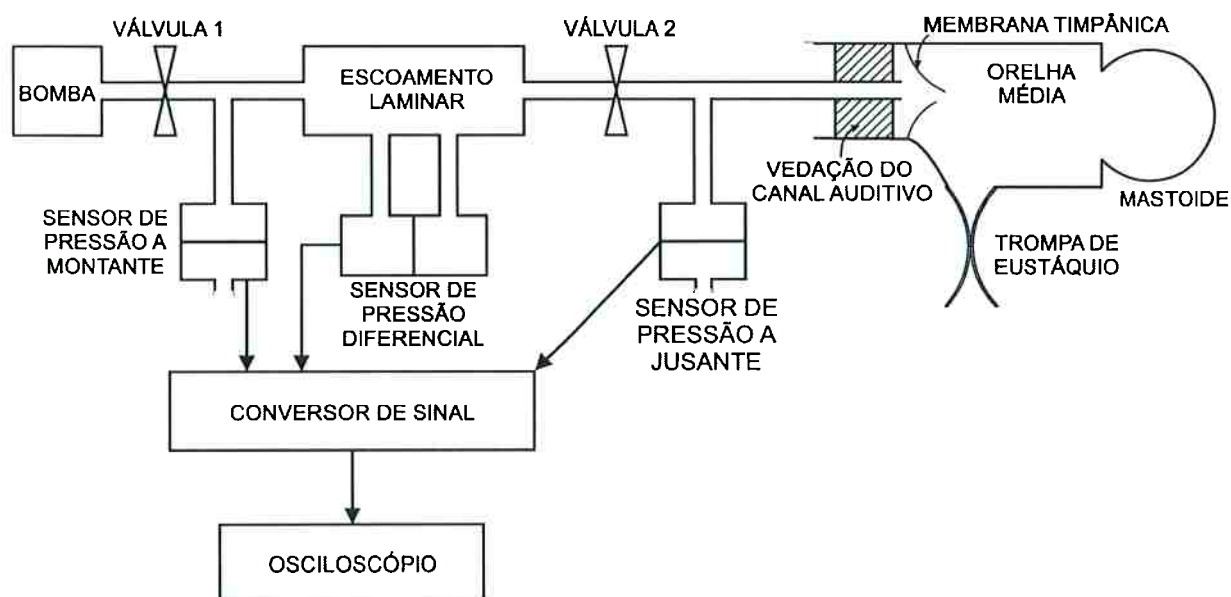 VÁLVULA 1
VÁLVULA 2
MEMBRANA TIMPÂNICA
BOMBA
ESCOAMENTO
LAMINAR
ORELHA
MÉDIA
VEDAÇÃO DO
CANAL AUDITIVO
MASTOIDE
SENSOR DE
PRESSÃO A
MONTANTE
TROMPA DE
EUSTÁQUIO
SENSOR DE
PRESSÃO
DIFERENCIAL
SENSOR DE
PRESSÃO A
JUSANTE
CONVERSOR DE SINAL
OSCILOSCÓPIO